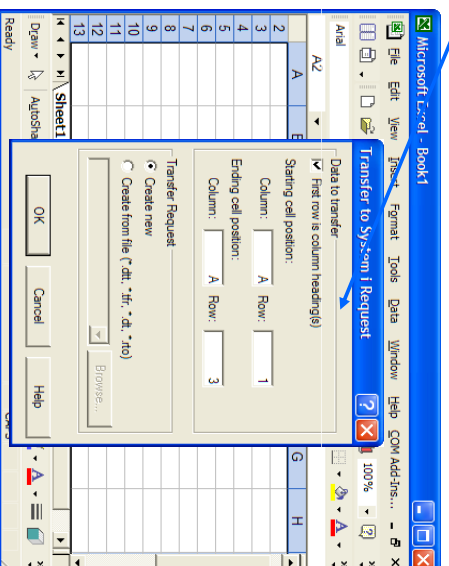 Microsoft Excel - Book1
File Edit View Insert Format Tools Data Window Help COM Add-Ins...
100%
Arial
A2
A
G
H
2
3
4
5
6
7
8
9
10
11
12
13
Transfer to System i Request
Data to transfer
First row is column heading(s)
Starting cell position:
Column: A Row: 1
Ending cell position:
Column: A Row: 3
Transfer Request
Create new
Create from file (*.dtt, *.tfr, *.dt, *.rto)
Browse...
OK Cancel Help
Sheet1
Draw AutoSha
A
Ready